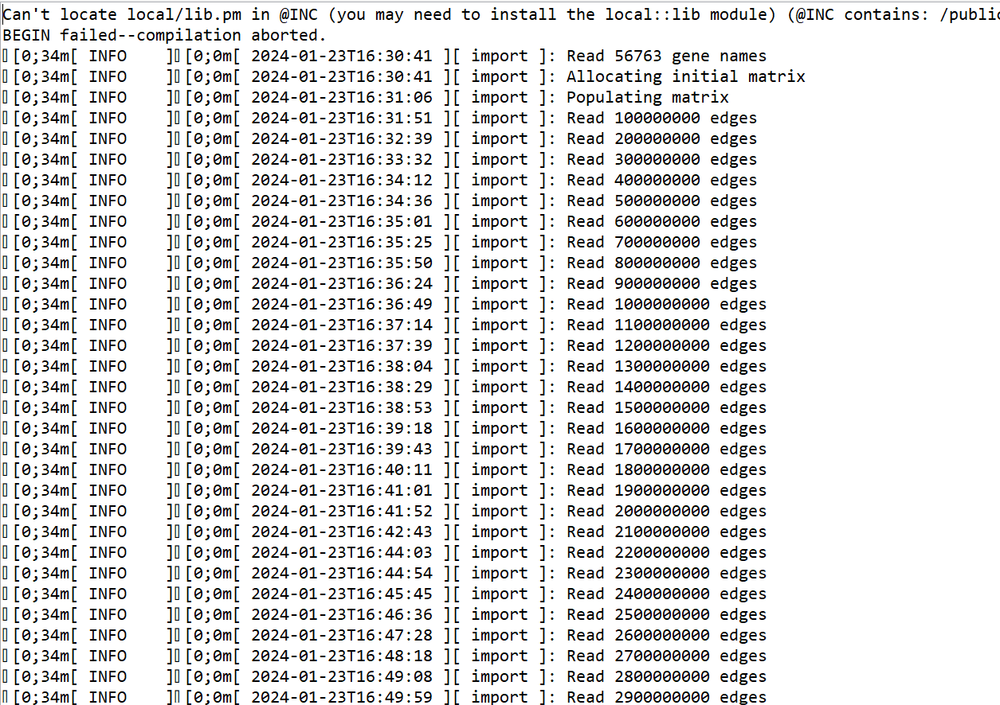 Can't locate local/lib.pm in @INC (you may need to install the local::lib module) (@INC contains: /public
BEGIN failed--compilation aborted.
[0;34m[ INFO    ][0;0m[ 2024-01-23T16:30:41 ][ import ]: Read 56763 gene names
[0;34m[ INFO    ][0;0m[ 2024-01-23T16:30:41 ][ import ]: Allocating initial matrix
[0;34m[ INFO    ][0;0m[ 2024-01-23T16:31:06 ][ import ]: Populating matrix
[0;34m[ INFO    ][0;0m[ 2024-01-23T16:31:51 ][ import ]: Read 100000000 edges
[0;34m[ INFO    ][0;0m[ 2024-01-23T16:32:39 ][ import ]: Read 200000000 edges
[0;34m[ INFO    ][0;0m[ 2024-01-23T16:33:32 ][ import ]: Read 300000000 edges
[0;34m[ INFO    ][0;0m[ 2024-01-23T16:34:12 ][ import ]: Read 400000000 edges
[0;34m[ INFO    ][0;0m[ 2024-01-23T16:34:36 ][ import ]: Read 500000000 edges
[0;34m[ INFO    ][0;0m[ 2024-01-23T16:35:01 ][ import ]: Read 600000000 edges
[0;34m[ INFO    ][0;0m[ 2024-01-23T16:35:25 ][ import ]: Read 700000000 edges
[0;34m[ INFO    ][0;0m[ 2024-01-23T16:35:50 ][ import ]: Read 800000000 edges
[0;34m[ INFO    ][0;0m[ 2024-01-23T16:36:24 ][ import ]: Read 900000000 edges
[0;34m[ INFO    ][0;0m[ 2024-01-23T16:36:49 ][ import ]: Read 1000000000 edges
[0;34m[ INFO    ][0;0m[ 2024-01-23T16:37:14 ][ import ]: Read 1100000000 edges
[0;34m[ INFO    ][0;0m[ 2024-01-23T16:37:39 ][ import ]: Read 1200000000 edges
[0;34m[ INFO    ][0;0m[ 2024-01-23T16:38:04 ][ import ]: Read 1300000000 edges
[0;34m[ INFO    ][0;0m[ 2024-01-23T16:38:29 ][ import ]: Read 1400000000 edges
[0;34m[ INFO    ][0;0m[ 2024-01-23T16:38:53 ][ import ]: Read 1500000000 edges
[0;34m[ INFO    ][0;0m[ 2024-01-23T16:39:18 ][ import ]: Read 1600000000 edges
[0;34m[ INFO    ][0;0m[ 2024-01-23T16:39:43 ][ import ]: Read 1700000000 edges
[0;34m[ INFO    ][0;0m[ 2024-01-23T16:40:11 ][ import ]: Read 1800000000 edges
[0;34m[ INFO    ][0;0m[ 2024-01-23T16:41:01 ][ import ]: Read 1900000000 edges
[0;34m[ INFO    ][0;0m[ 2024-01-23T16:41:52 ][ import ]: Read 2000000000 edges
[0;34m[ INFO    ][0;0m[ 2024-01-23T16:42:43 ][ import ]: Read 2100000000 edges
[0;34m[ INFO    ][0;0m[ 2024-01-23T16:44:03 ][ import ]: Read 2200000000 edges
[0;34m[ INFO    ][0;0m[ 2024-01-23T16:44:54 ][ import ]: Read 2300000000 edges
[0;34m[ INFO    ][0;0m[ 2024-01-23T16:45:45 ][ import ]: Read 2400000000 edges
[0;34m[ INFO    ][0;0m[ 2024-01-23T16:46:36 ][ import ]: Read 2500000000 edges
[0;34m[ INFO    ][0;0m[ 2024-01-23T16:47:28 ][ import ]: Read 2600000000 edges
[0;34m[ INFO    ][0;0m[ 2024-01-23T16:48:18 ][ import ]: Read 2700000000 edges
[0;34m[ INFO    ][0;0m[ 2024-01-23T16:49:08 ][ import ]: Read 2800000000 edges
[0;34m[ INFO    ][0;0m[ 2024-01-23T16:49:59 ][ import ]: Read 2900000000 edges